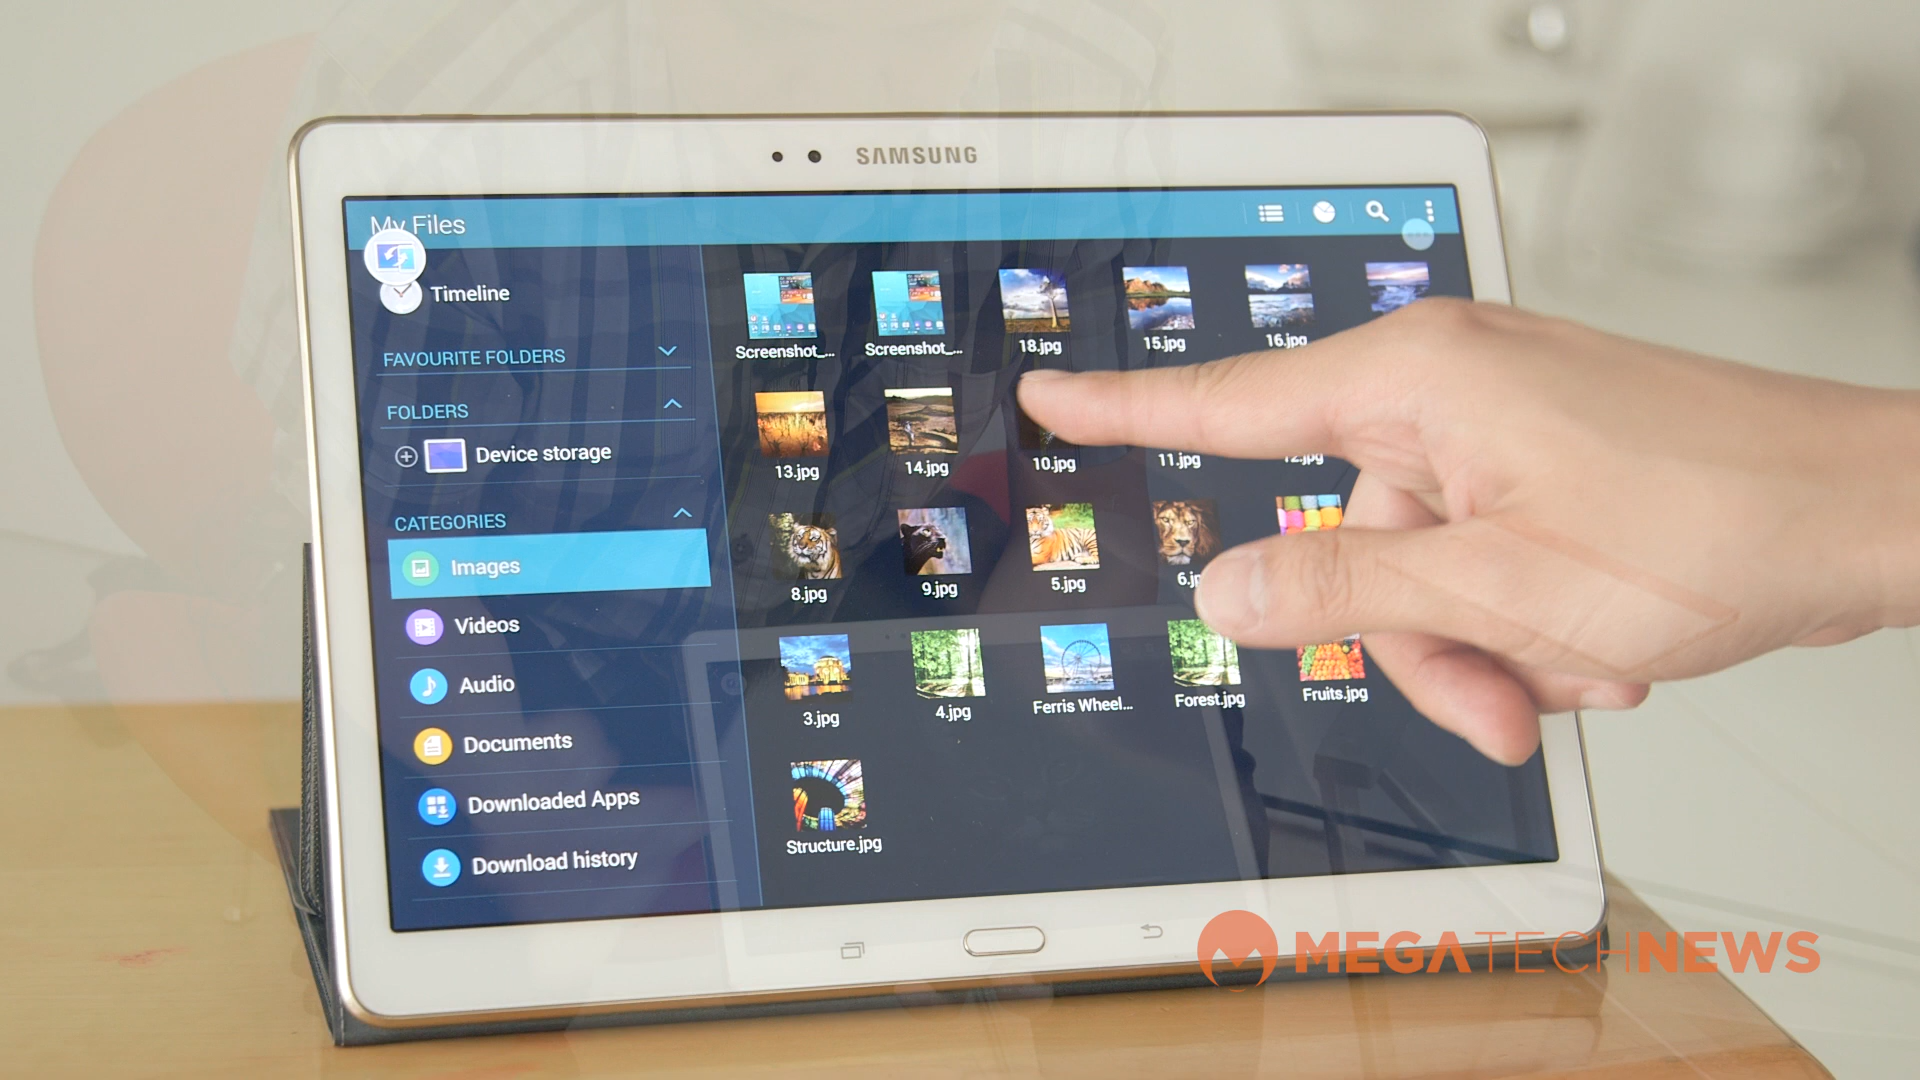 SAMSUNG
My Files
Timeline
FAVOURITE FOLDERS
FOLDERS
Device storage
CATEGORIES
Images
Videos
Audio
Documents
Downloaded Apps
Download history
Screenshot_... Screenshot_... 18.jpg 15.jpg 16.jpg
13.jpg 14.jpg 10.jpg 11.jpg 12.jpg
8.jpg 9.jpg 5.jpg
3.jpg 4.jpg Ferris Wheel... Forest.jpg Fruits.jpg
Structure.jpg
MEGATECHNEWS